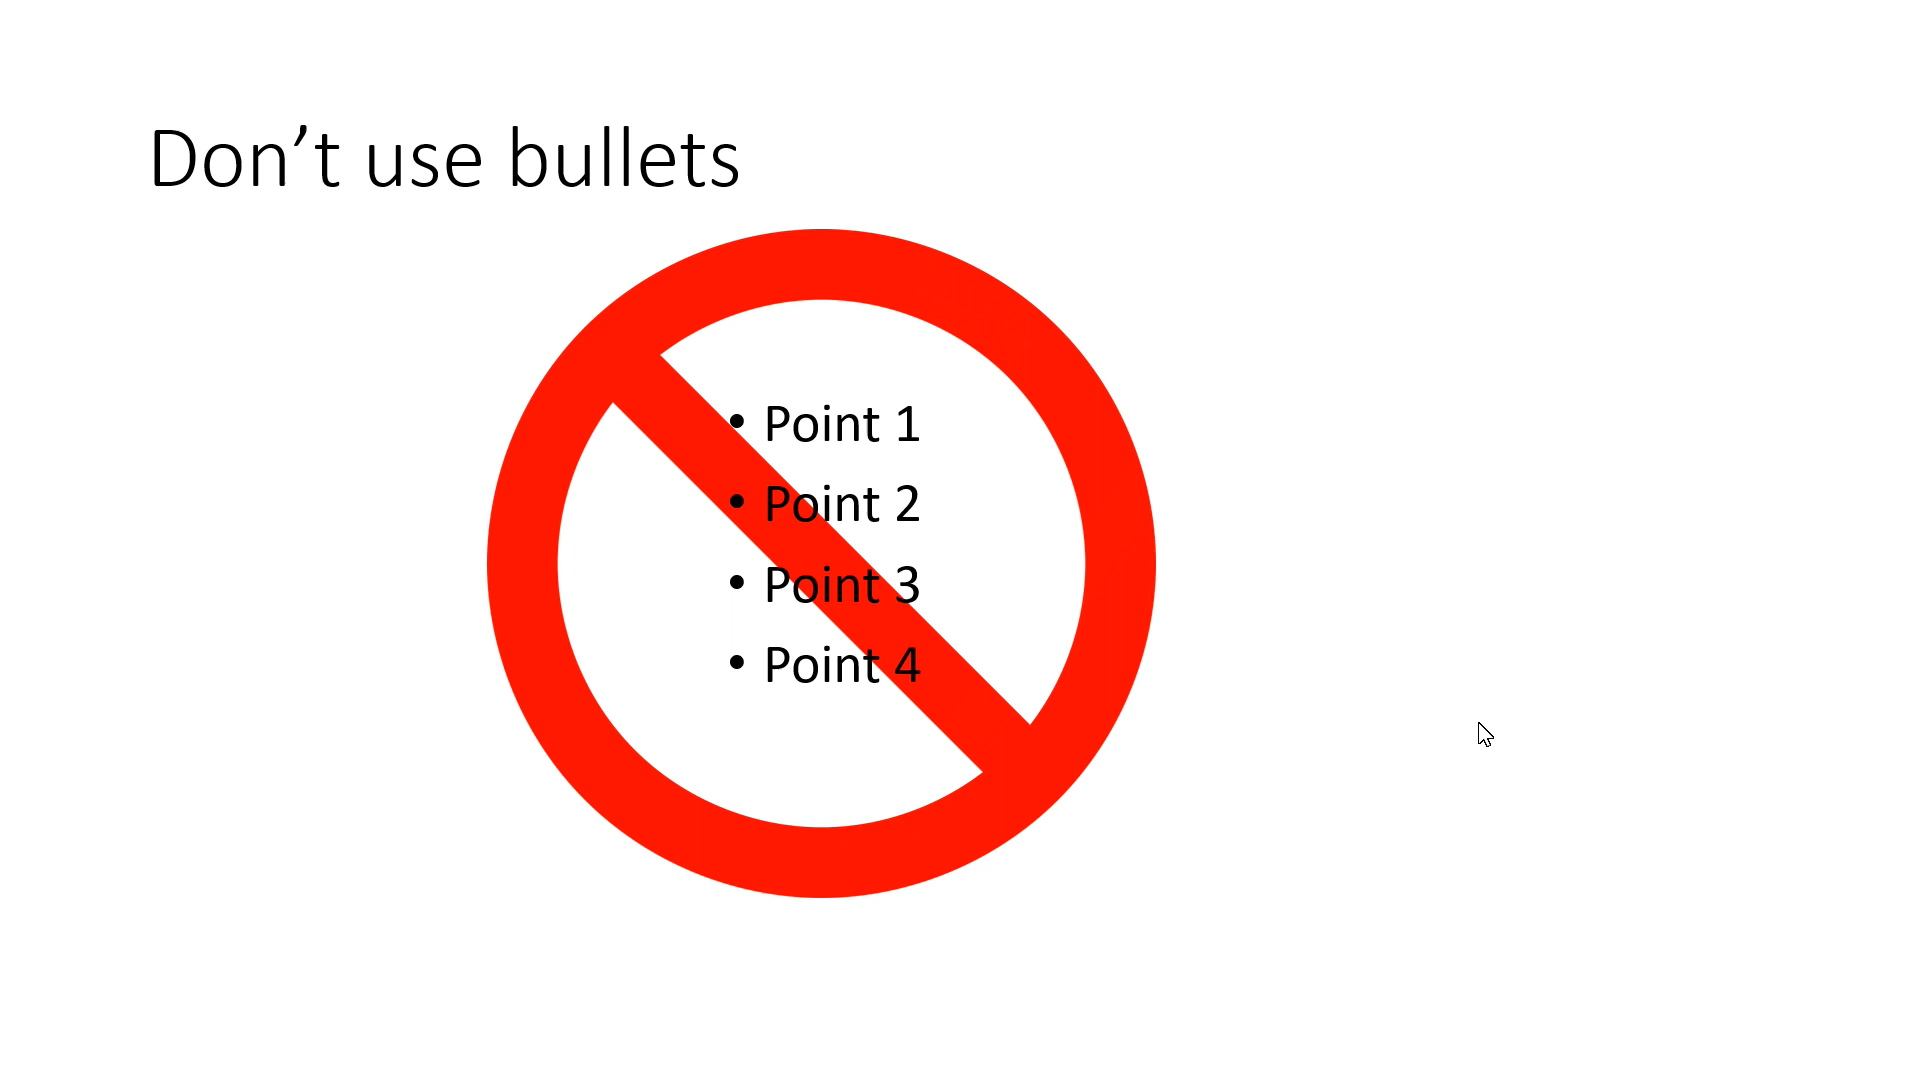 Don’t use bullets
• Point 1
• Point 2
• Point 3
• Point 4